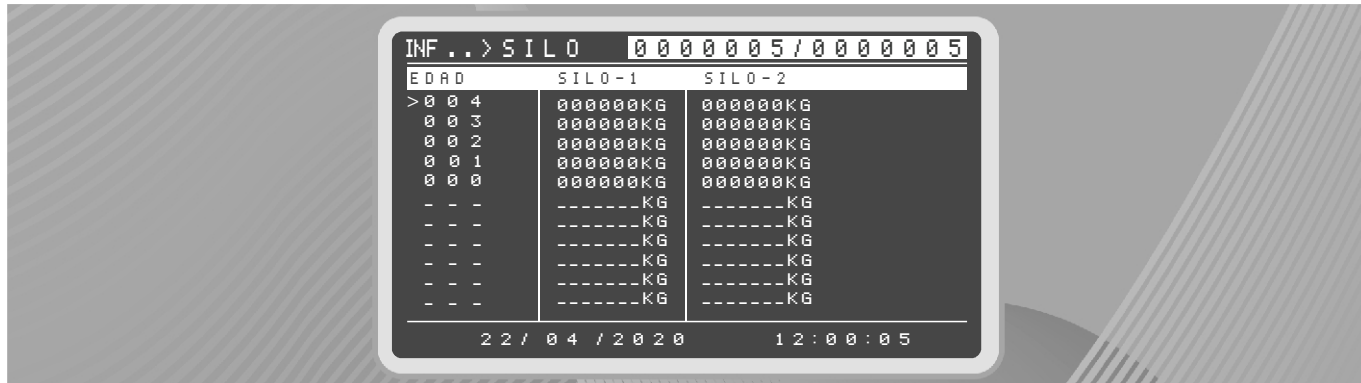 INF..>SILO 0000005/0000005
EDAD SILO-1 SILO-2
>004 000000KG 000000KG
003 000000KG 000000KG
002 000000KG 000000KG
001 000000KG 000000KG
000 000000KG 000000KG
_ _ _ _______KG _______KG
_ _ _ _______KG _______KG
_ _ _ _______KG _______KG
_ _ _ _______KG _______KG
_ _ _ _______KG _______KG
_ _ _ _______KG _______KG
22/04/2020 12:00:05